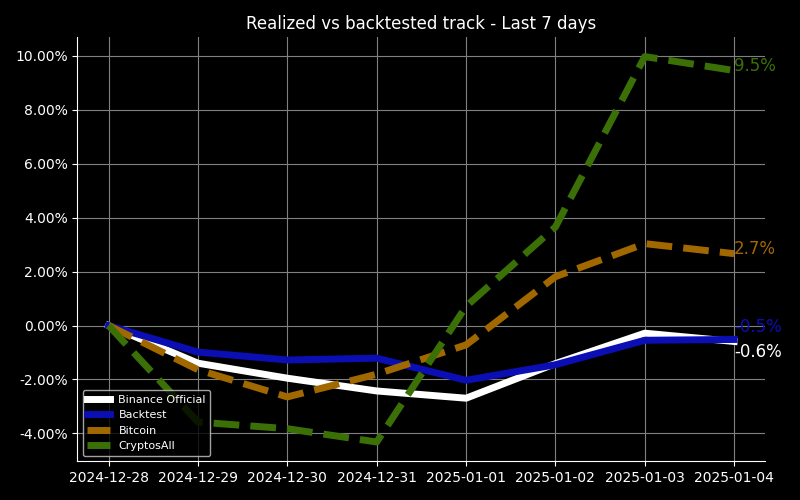 Realized vs backtested track - Last 7 days
10.00%
8.00%
6.00%
4.00%
2.00%
0.00%
-2.00%
-4.00%
9.5%
2.7%
-0.5%
-0.6%
Binance Official
Backtest
Bitcoin
CryptosAll
2024-12-28 2024-12-29 2024-12-30 2024-12-31 2025-01-01 2025-01-02 2025-01-03 2025-01-04